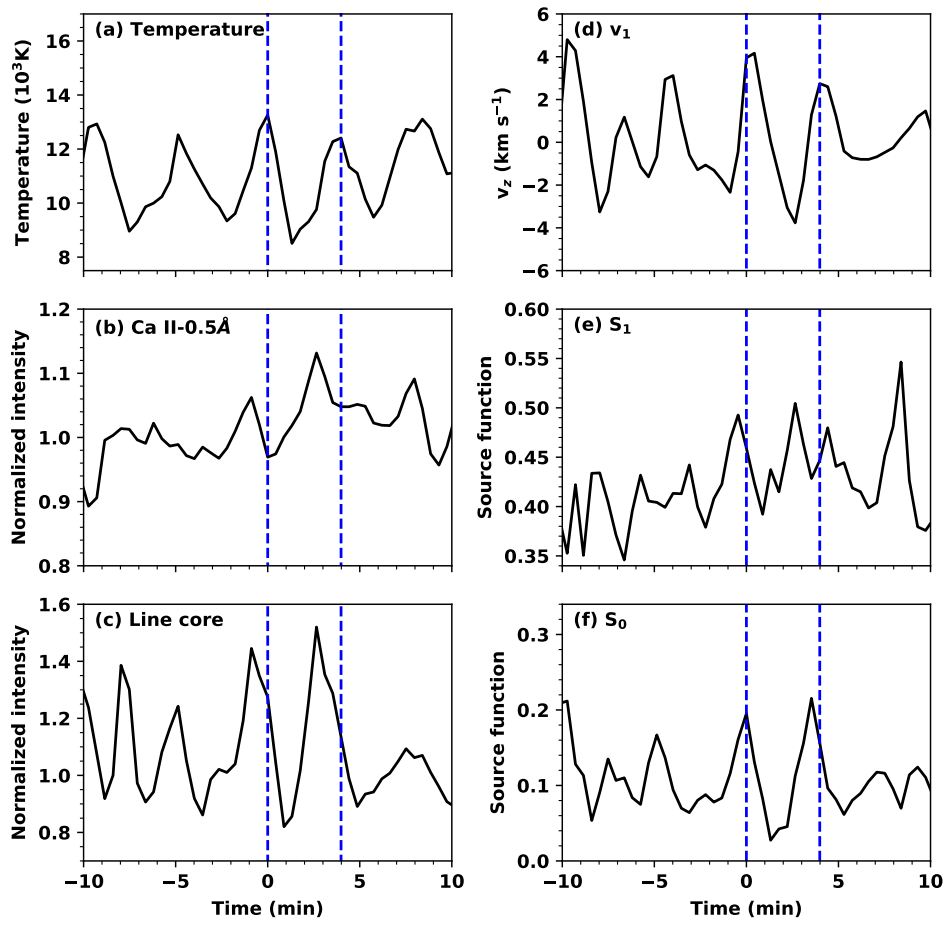 (a) Temperature
Temperature (10³K)
16
14
12
10
8
(d) v₁
v_z (km s⁻¹)
6
4
2
0
−2
−4
−6
(b) Ca II-0.5Å
Normalized intensity
1.2
1.1
1.0
0.9
0.8
(e) S₁
Source function
0.60
0.55
0.50
0.45
0.40
0.35
(c) Line core
Normalized intensity
1.6
1.4
1.2
1.0
0.8
−10 −5 0 5 10
Time (min)
(f) S₀
Source function
0.3
0.2
0.1
0.0
−10 −5 0 5 10
Time (min)